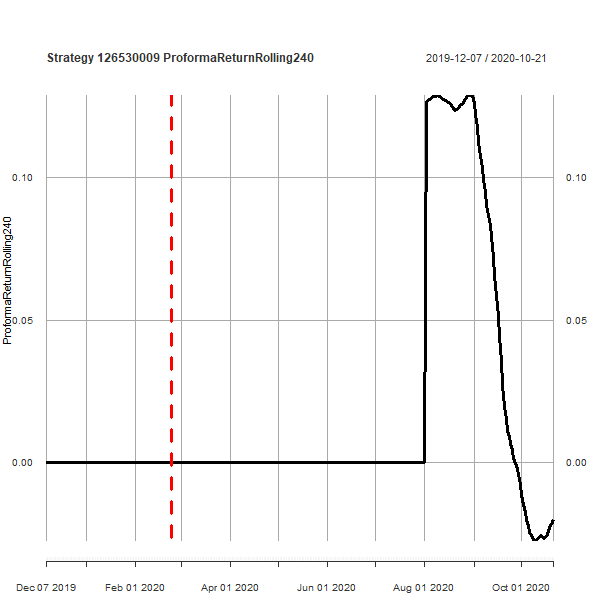 Strategy 126530009 ProformaReturnRolling240
2019-12-07 / 2020-10-21
ProformaReturnRolling240
0.10
0.05
0.00
0.10
0.05
0.00
Dec 07 2019
Feb 01 2020
Apr 01 2020
Jun 01 2020
Aug 01 2020
Oct 01 2020